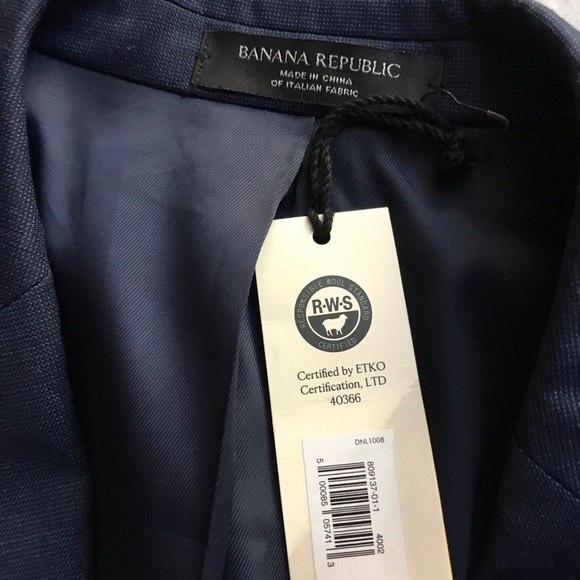 BANANA REPUBLIC
MADE IN CHINA
OF ITALIAN FABRIC
RESPONSIBLE WOOL STANDARD
R·W·S
CERTIFIED
Certified by ETKO
Certification, LTD
40366
DNL1008
809137-01-1 4002
5 00085 05741 3